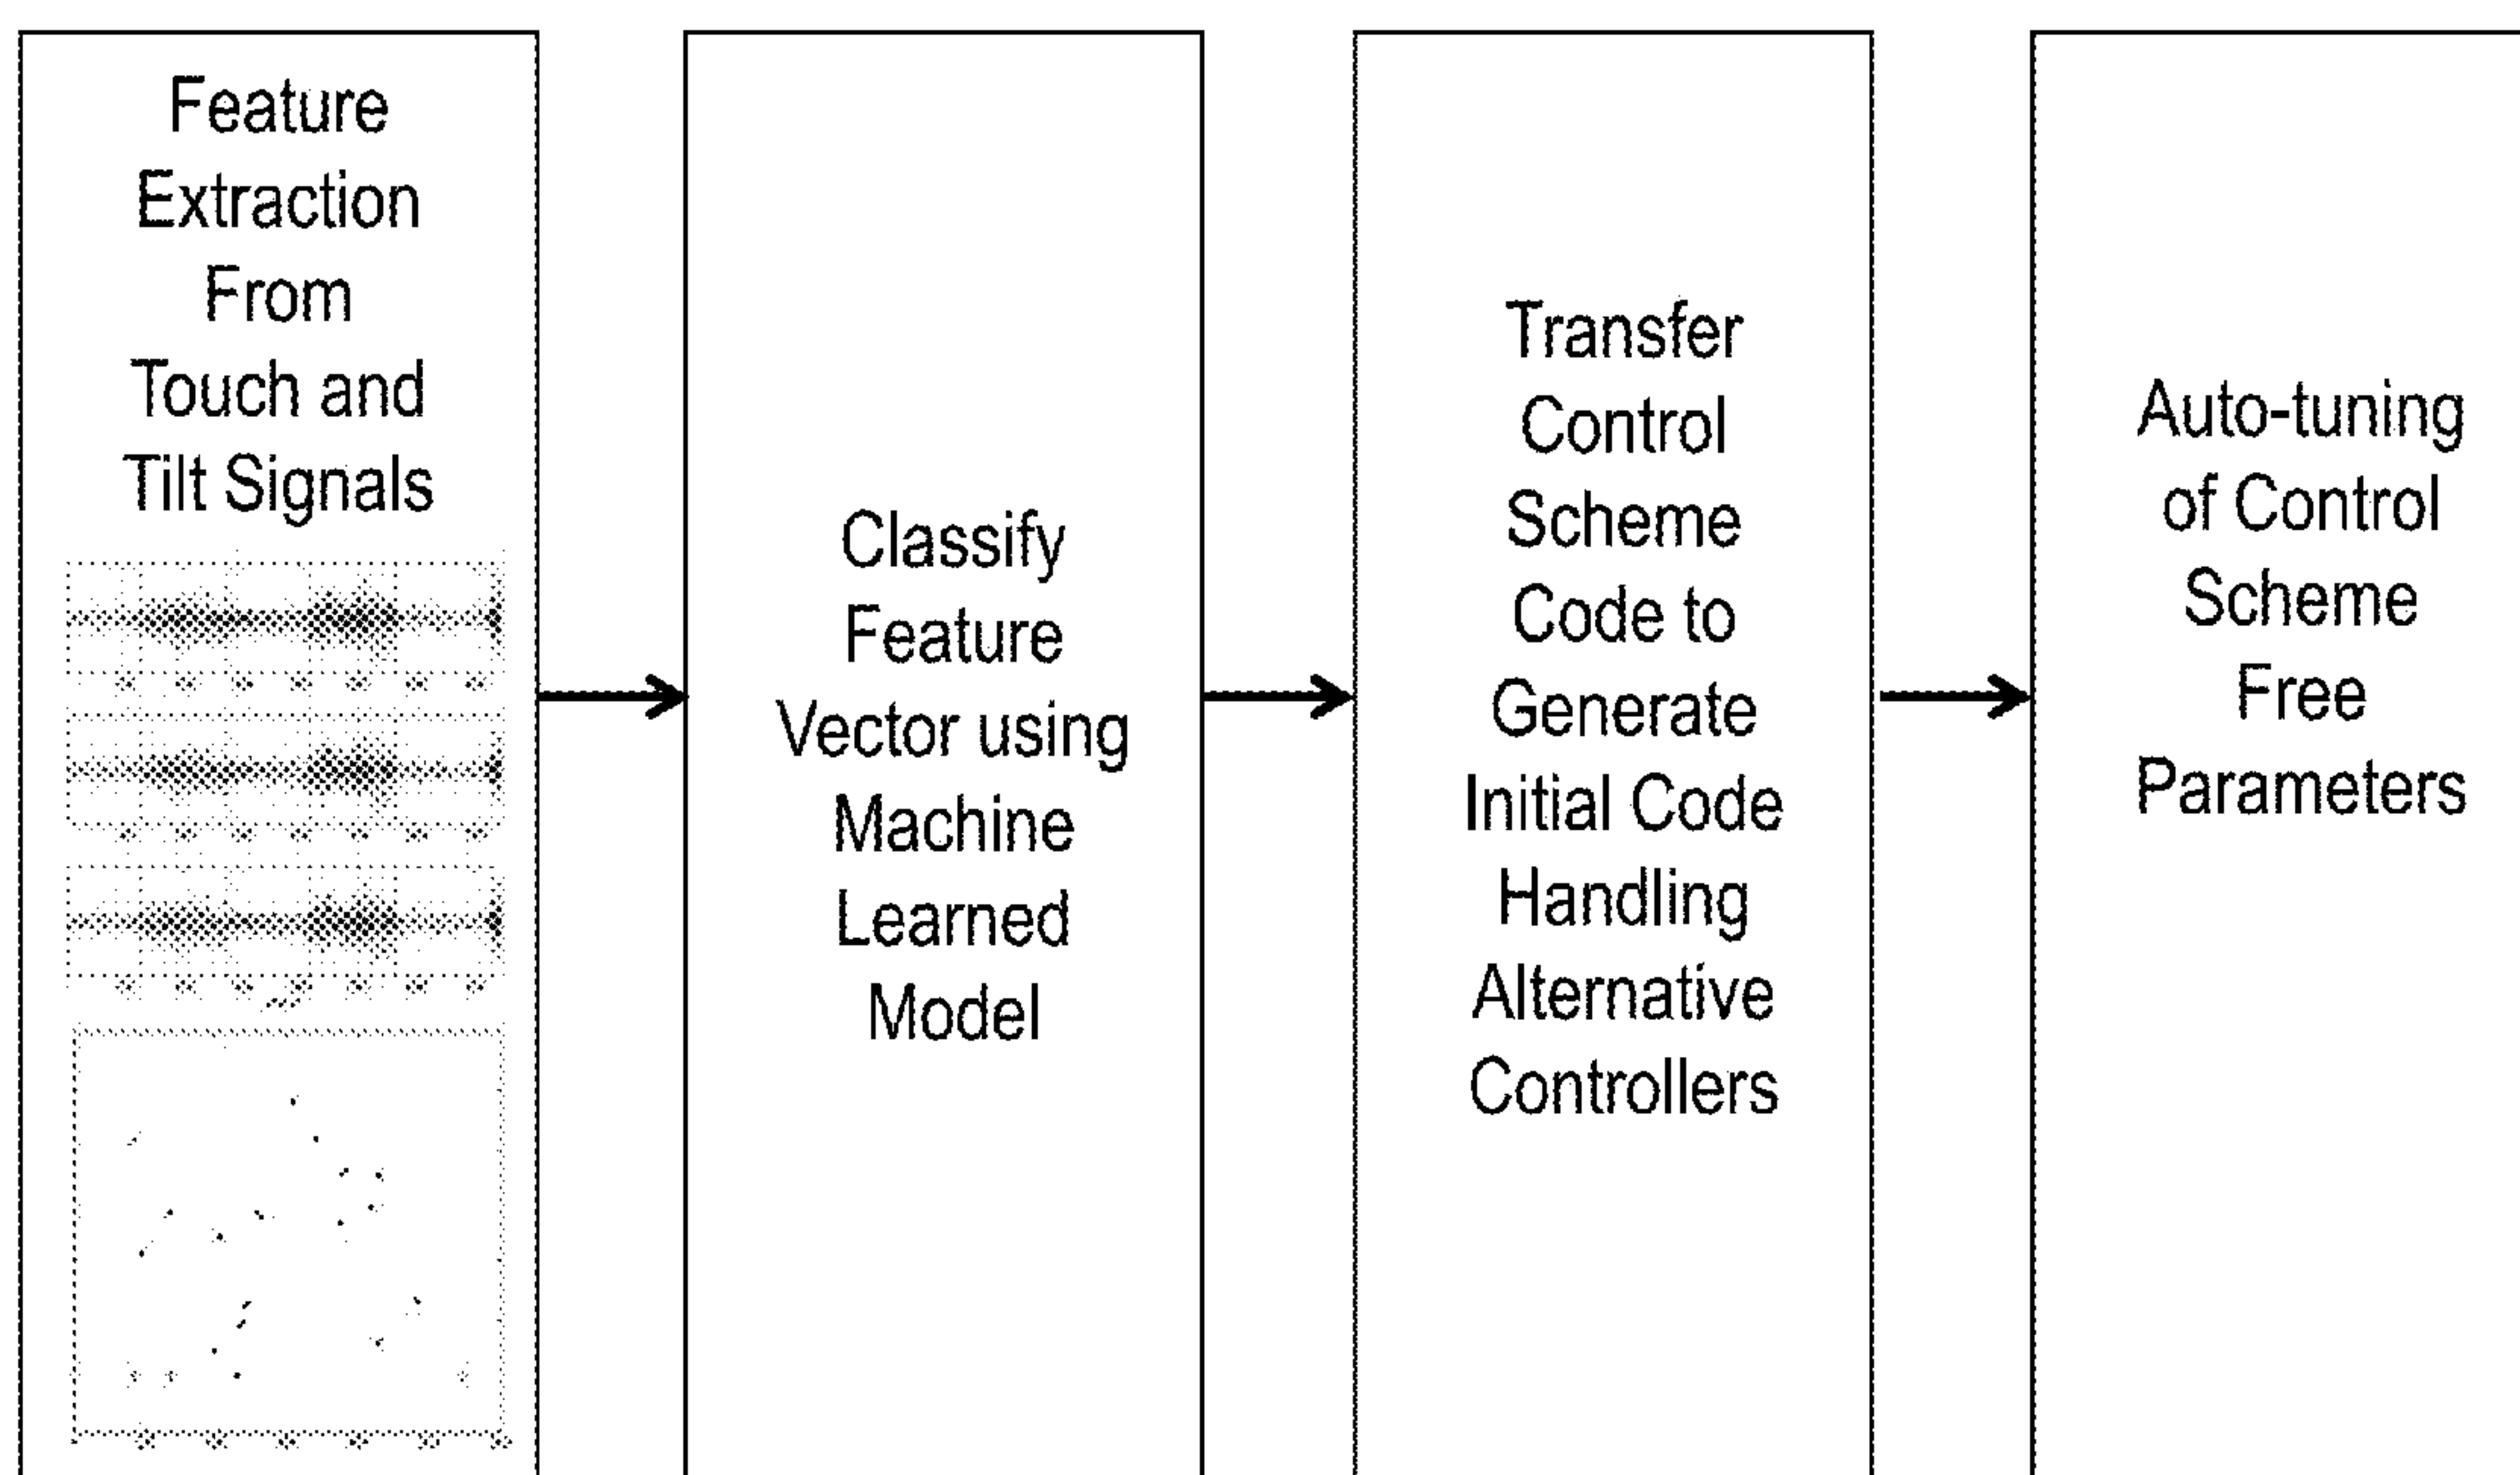 Feature
Extraction
From
Touch and
Tilt Signals
Classify
Feature
Vector using
Machine
Learned
Model
Transfer
Control
Scheme
Code to
Generate
Initial Code
Handling
Alternative
Controllers
Auto-tuning
of Control
Scheme
Free
Parameters